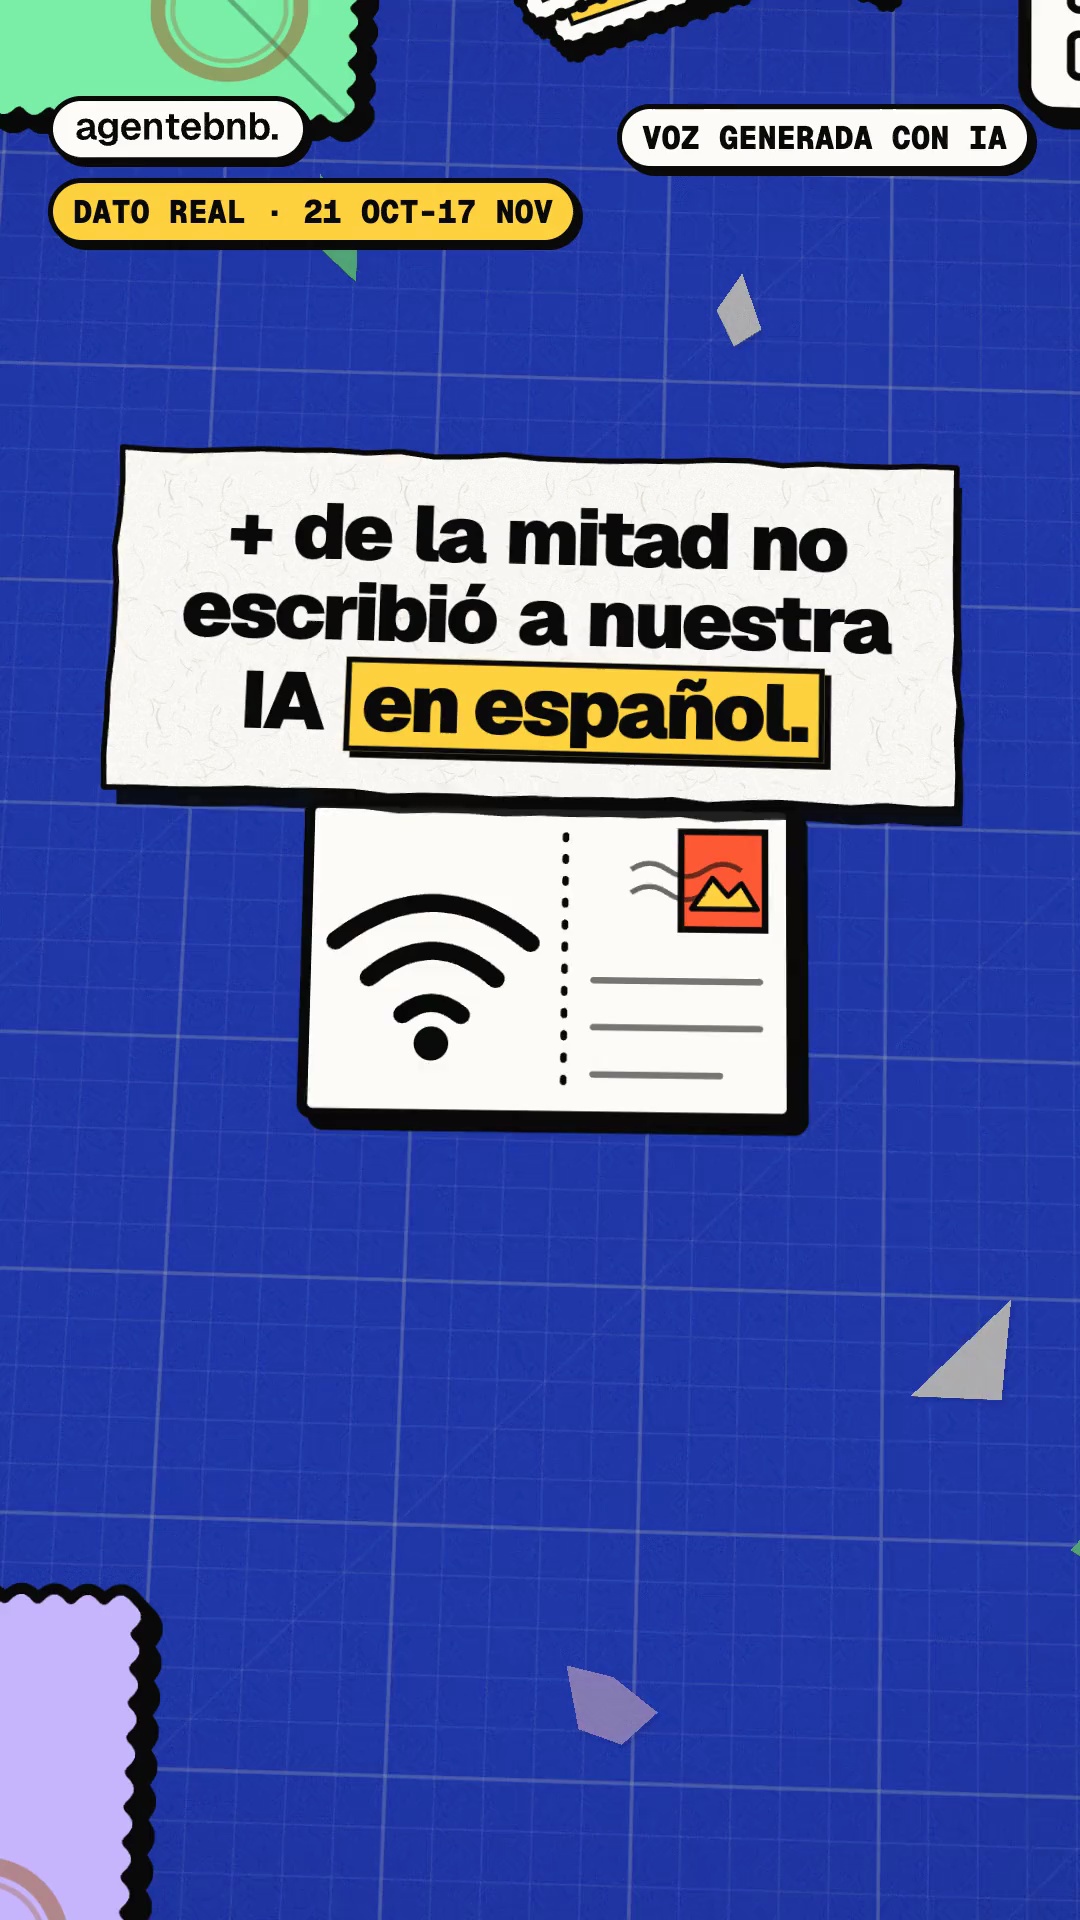 agentebnb.
VOZ GENERADA CON IA
DATO REAL · 21 OCT-17 NOV
+ de la mitad no
escribió a nuestra
IA en español.